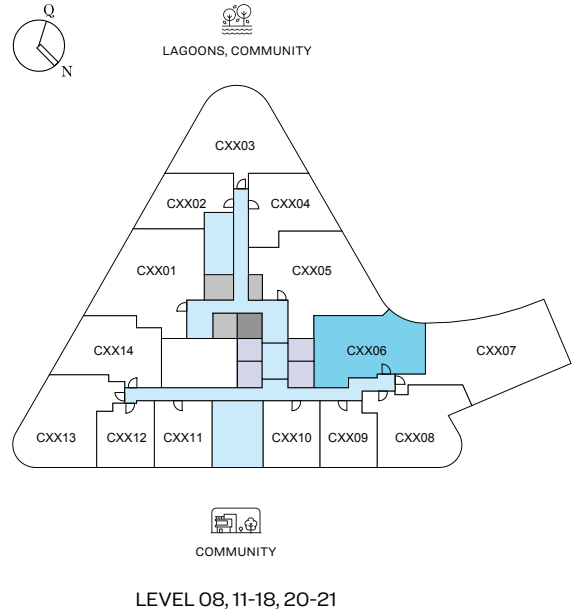 Q
N
LAGOONS, COMMUNITY
CXX03
CXX02
CXX04
CXX01
CXX05
CXX14
CXX06
CXX07
CXX13
CXX12
CXX11
CXX10
CXX09
CXX08
COMMUNITY
LEVEL 08, 11-18, 20-21